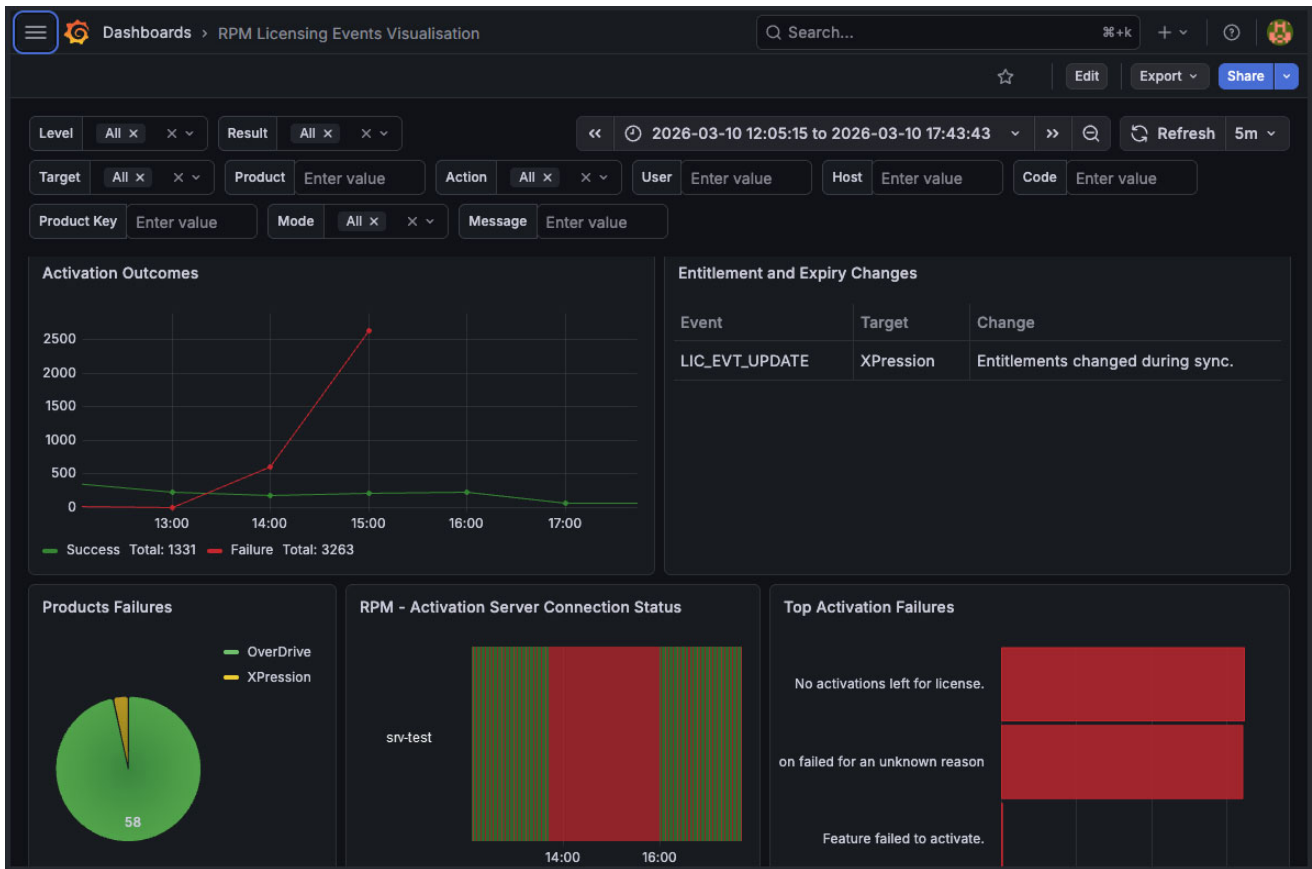 Dashboards › RPM Licensing Events Visualisation
Search... ⌘+k
Edit Export Share
Level All × Result All × 2026-03-10 12:05:15 to 2026-03-10 17:43:43 Refresh 5m
Target All × Product Enter value Action All × User Enter value Host Enter value Code Enter value
Product Key Enter value Mode All × Message Enter value
Activation Outcomes
2500
2000
1500
1000
500
0
13:00 14:00 15:00 16:00 17:00
Success Total: 1331 Failure Total: 3263
Entitlement and Expiry Changes
Event Target Change
LIC_EVT_UPDATE XPression Entitlements changed during sync.
Products Failures
OverDrive
XPression
58
RPM - Activation Server Connection Status
srv-test
14:00 16:00
Top Activation Failures
No activations left for license.
on failed for an unknown reason
Feature failed to activate.